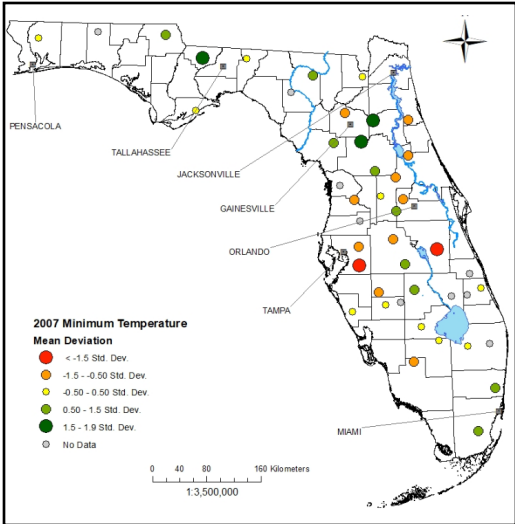 PENSACOLA
TALLAHASSEE
JACKSONVILLE
GAINESVILLE
ORLANDO
TAMPA
MIAMI
2007 Minimum Temperature
Mean Deviation
< -1.5 Std. Dev.
-1.5 - -0.50 Std. Dev.
-0.50 - 0.50 Std. Dev.
0.50 - 1.5 Std. Dev.
1.5 - 1.9 Std. Dev.
No Data
0 40 80 160 Kilometers
1:3,500,000